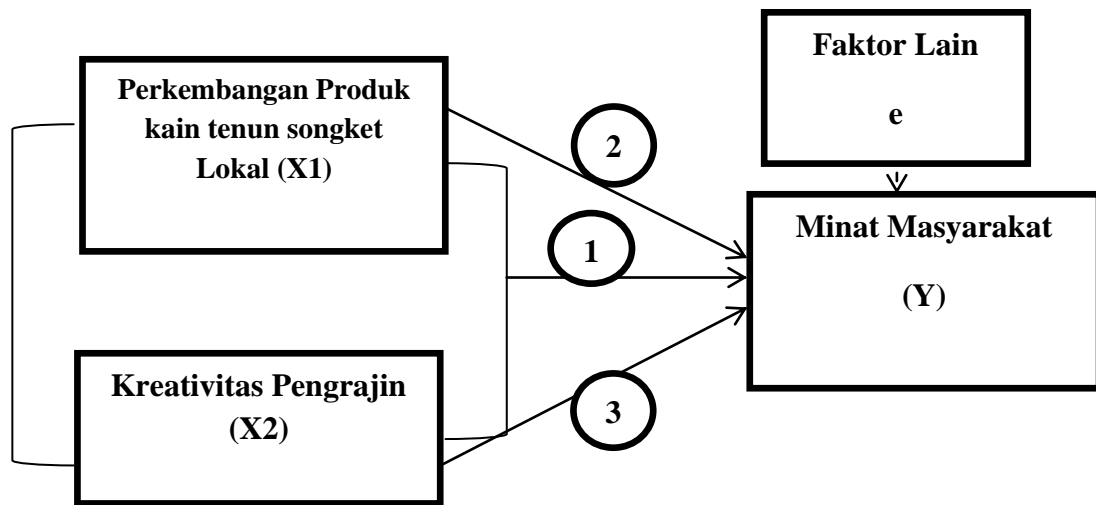 Perkembangan Produk
kain tenun songket
Lokal (X1)
2
Faktor Lain
e
1
Minat Masyarakat
(Y)
Kreativitas Pengrajin
(X2)
3